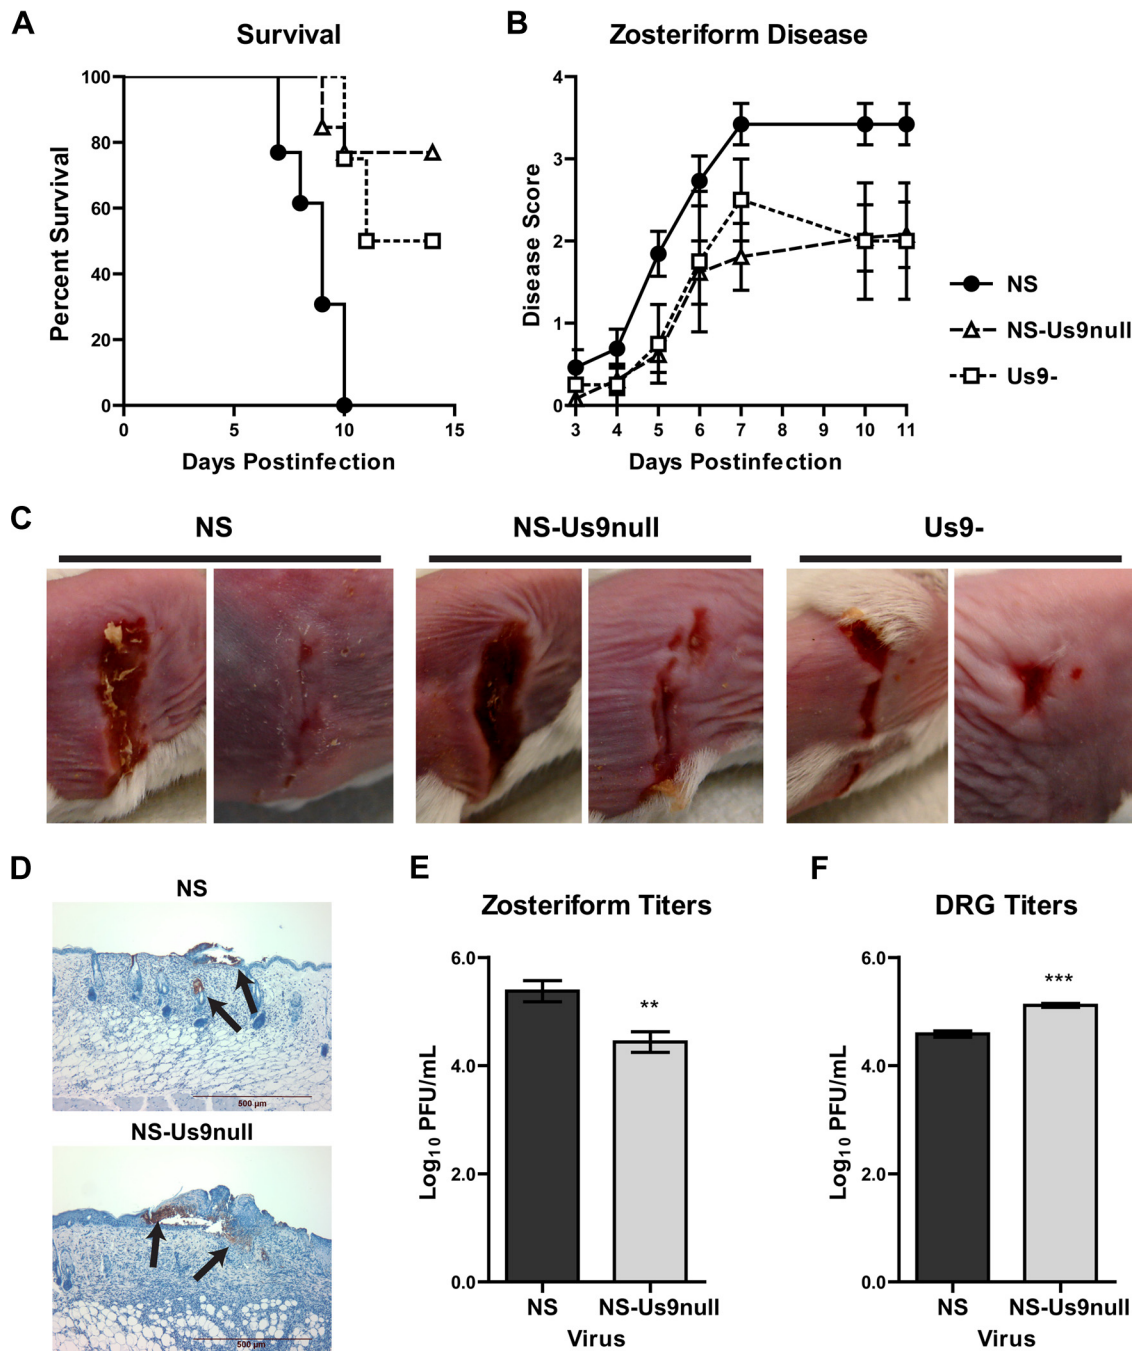 A
Survival
Percent Survival
100
80
60
40
20
0
0
5
10
15
Days Postinfection
B
Zosteriform Disease
Disease Score
4
3
2
1
0
3
4
5
6
7
8
9
10
11
Days Postinfection
NS
NS-Us9null
Us9-
C
NS
NS-Us9null
Us9-
D
NS
500 µm
NS-Us9null
500 µm
E
Zosteriform Titers
Log10 PFU/mL
6.0
4.0
2.0
0.0
**
NS
NS-Us9null
Virus
F
DRG Titers
Log10 PFU/mL
6.0
4.0
2.0
0.0
***
NS
NS-Us9null
Virus